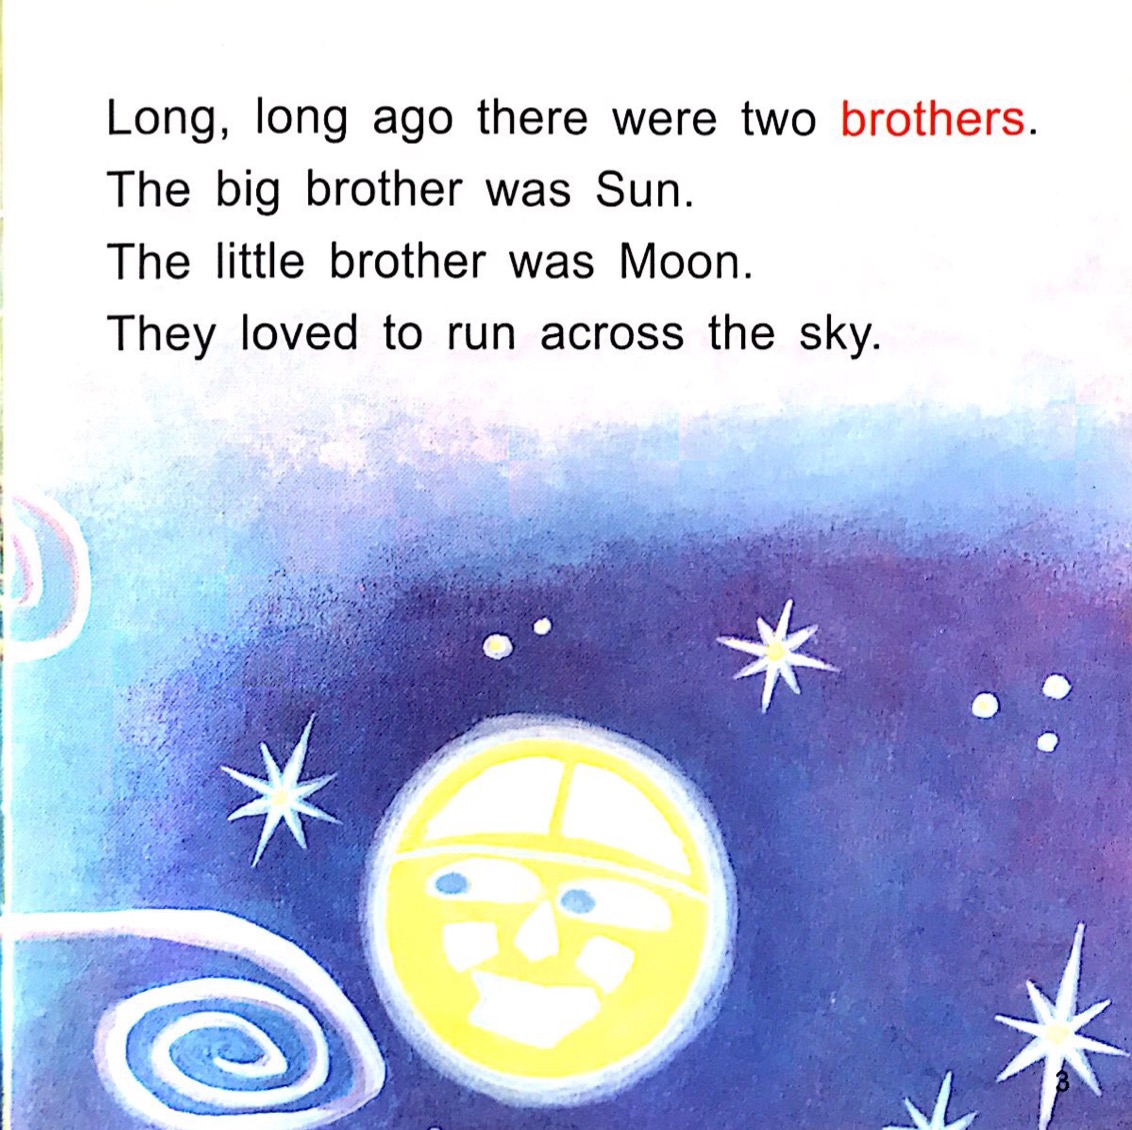 Long, long ago there were two brothers.
The big brother was Sun.
The little brother was Moon.
They loved to run across the sky.
3